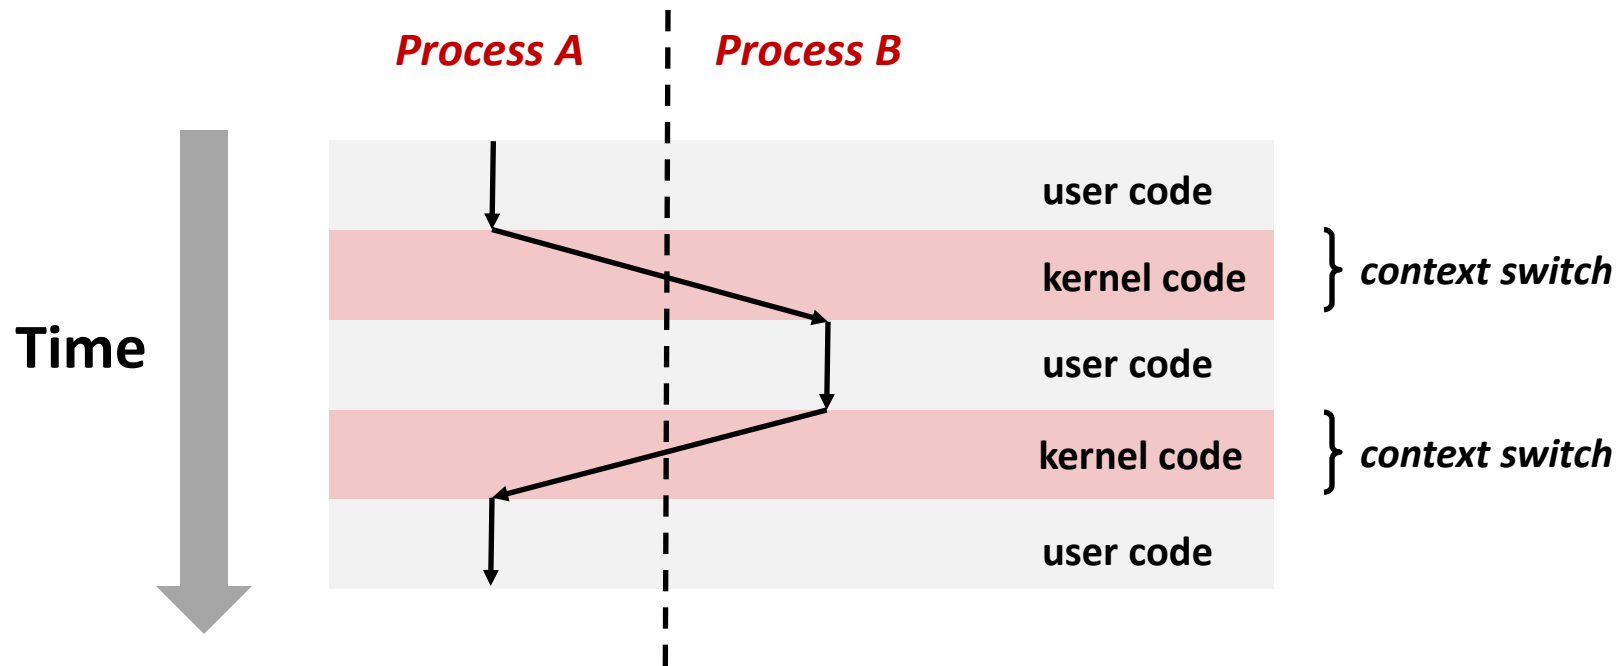 Process A
Process B
user code
kernel code
context switch
Time
user code
kernel code
context switch
user code